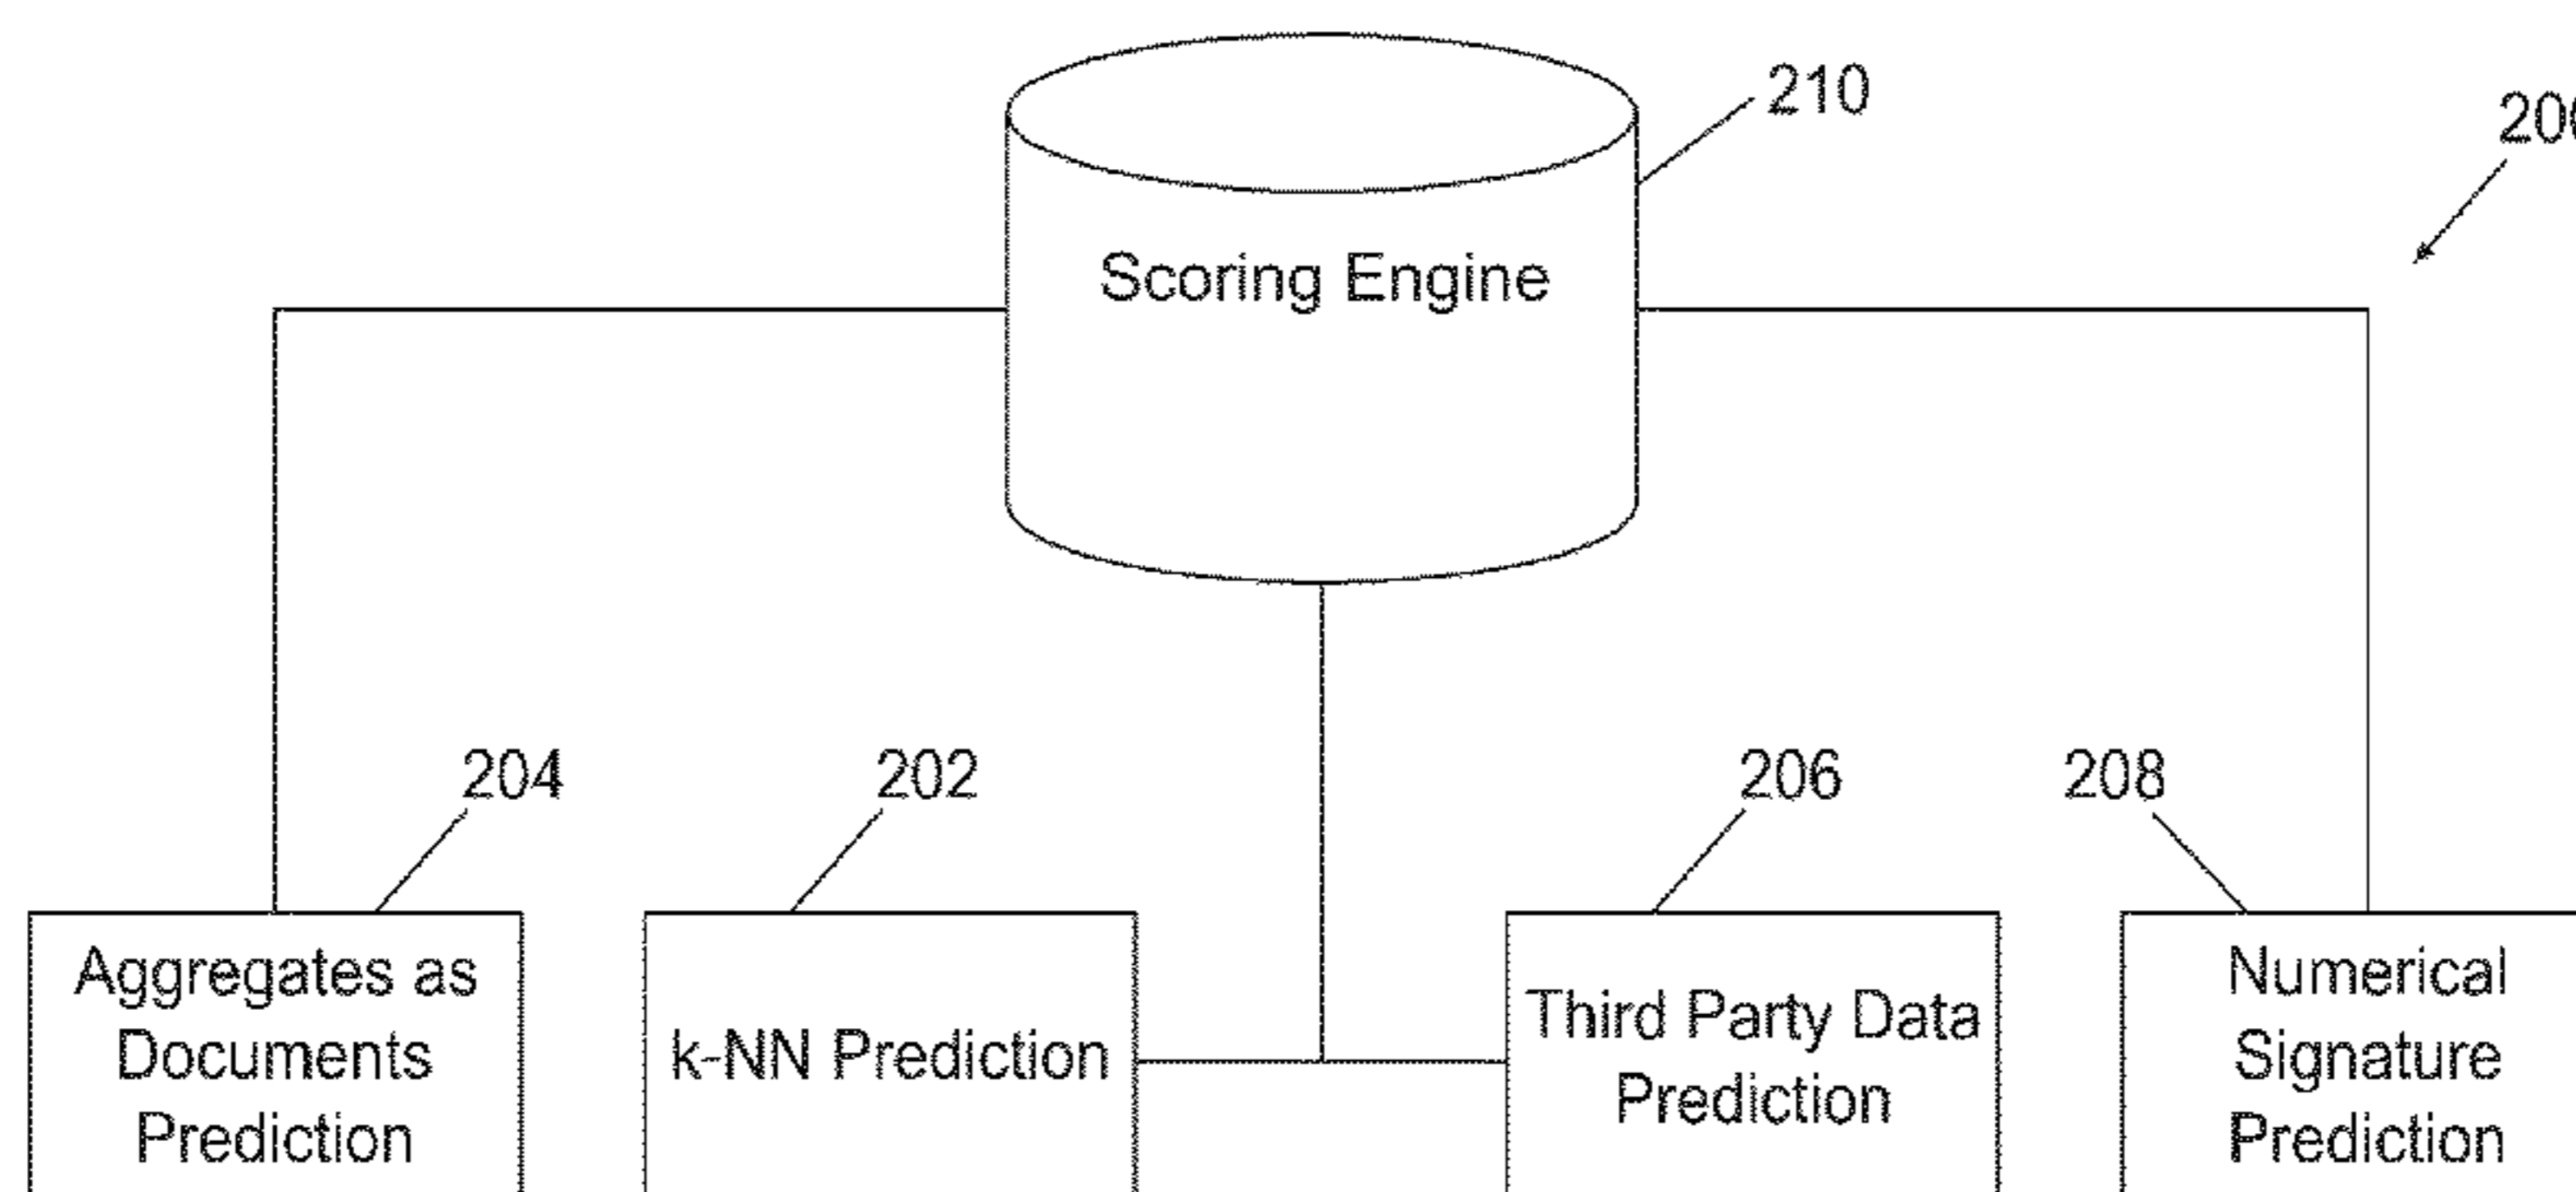 210
Scoring Engine
204
202
206
208
Aggregates as
Documents
Prediction
k-NN Prediction
Third Party Data
Prediction
Numerical
Signature
Prediction